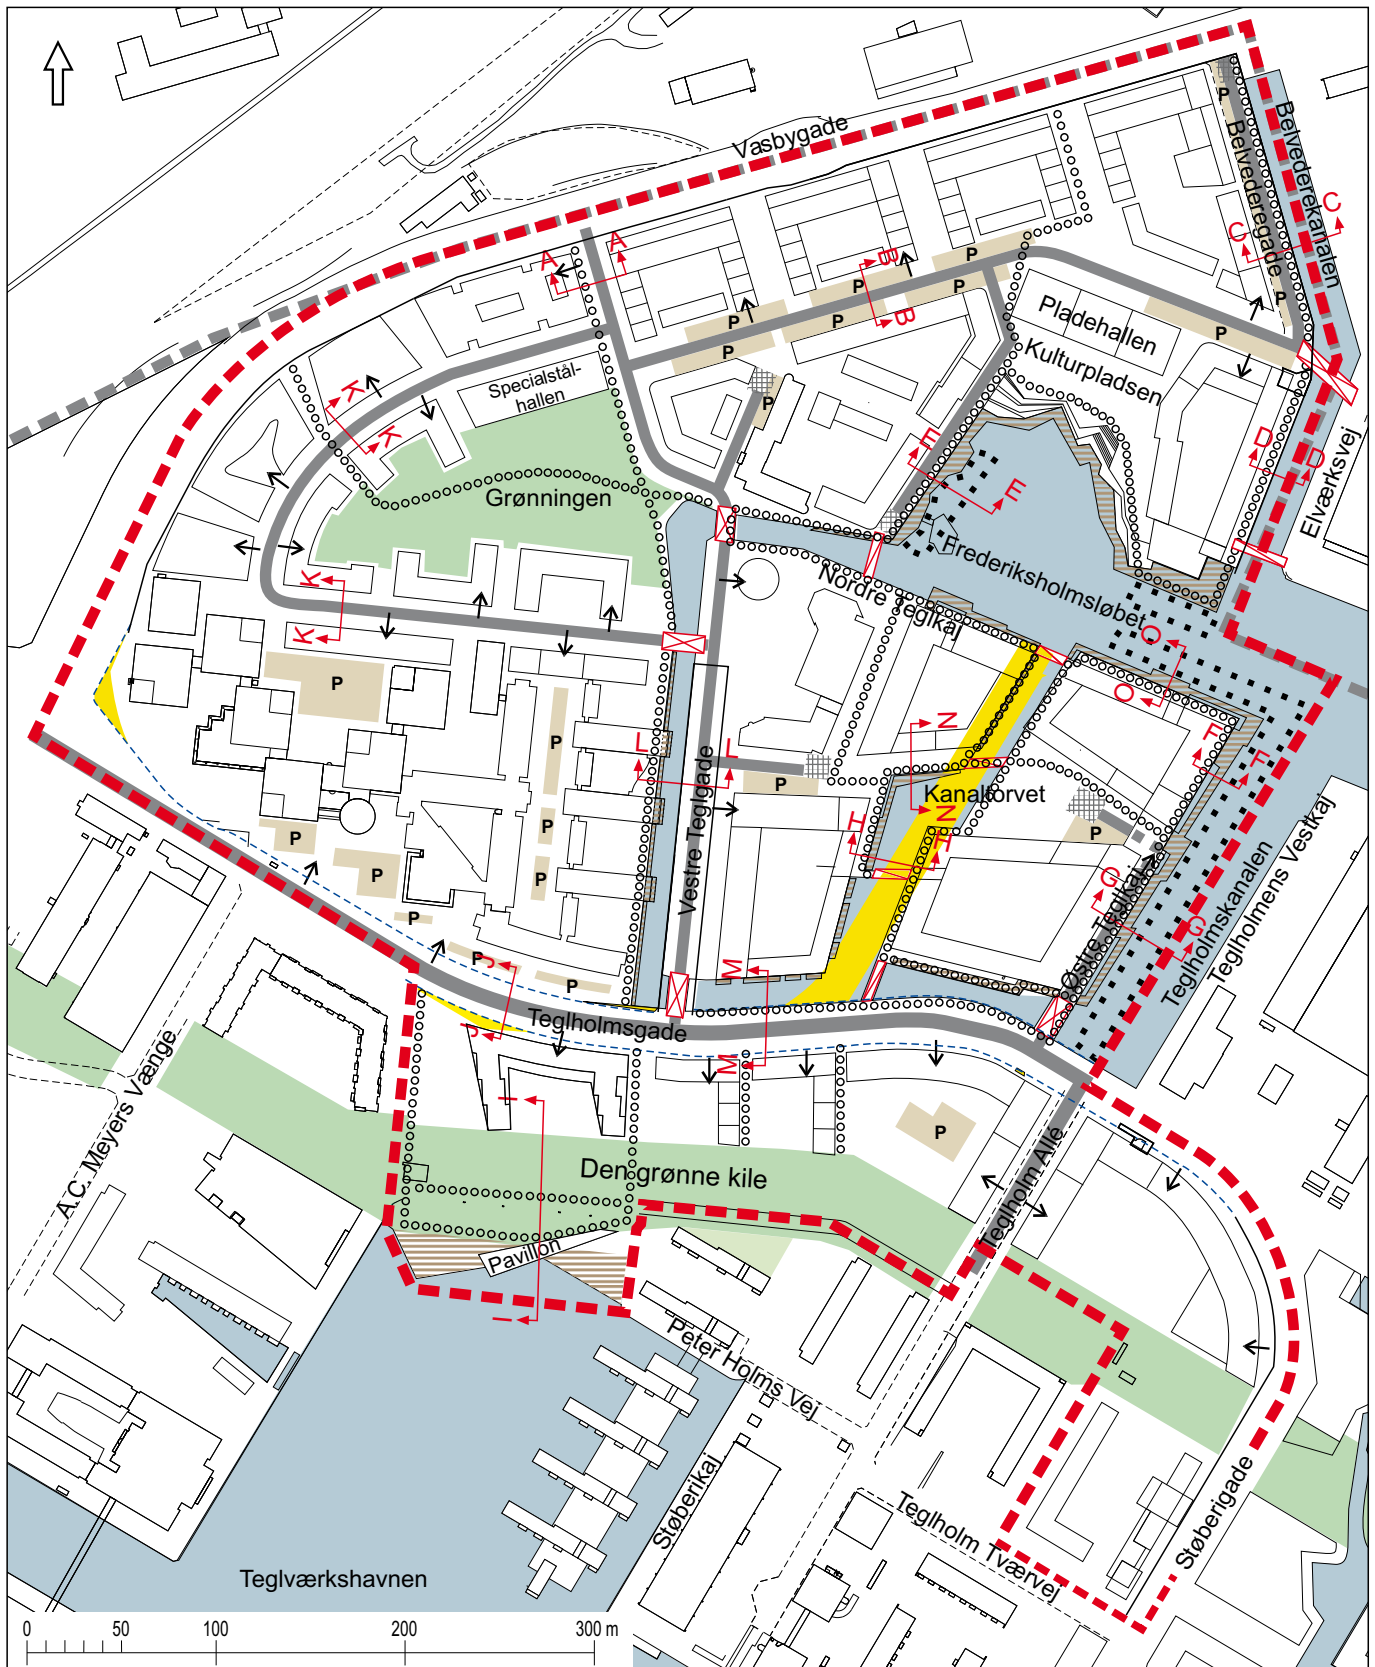 Vasbygade
P
Belvederegade
Belvederekanalen
C
C
A
A
B
B
P
P
P
P
P
P
P
P
Pladehallen
Kulturpladsen
Specialstål-
hallen
K
K
P
E
E
D
D
Elværksvej
Grønningen
Frederiksholmsløbet
Nordre Teglkaj
K
K
O
O
P
P
L
L
N
N
F
F
Vestre Teglgade
P
Kanaltorvet
P
H
H
P
P
P
P
P
Østre Teglkaj
G
G
Teglholmskanalen
Teglholmens Vestkaj
P
J
J
P
M
M
Teglholmsgade
A.C. Meyers Vænge
I
I
P
Den grønne kile
Teglholm Allé
Pavillon
Peter Holms Vej
Støberikaj
Teglholm Tværvej
Støberigade
Teglværkshavnen
0 50 100 200 300 m